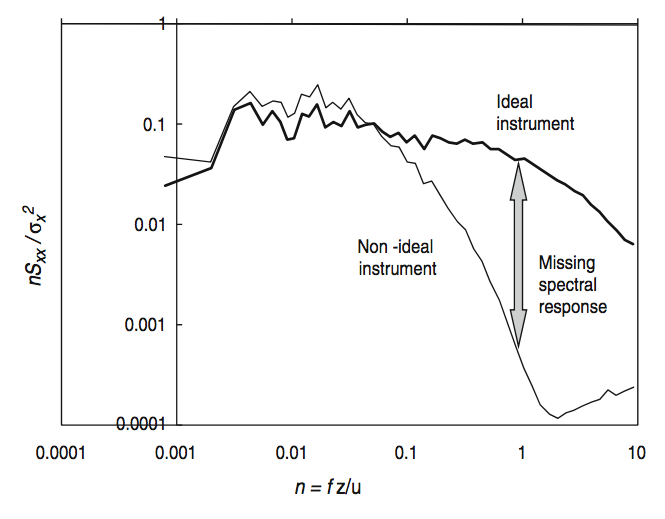 1
Ideal
instrument
0.1
0.01
Non -ideal
instrument
Missing
spectral
response
0.001
0.0001
nSxx / σx²
0.0001 0.001 0.01 0.1 1 10
n = f z/u